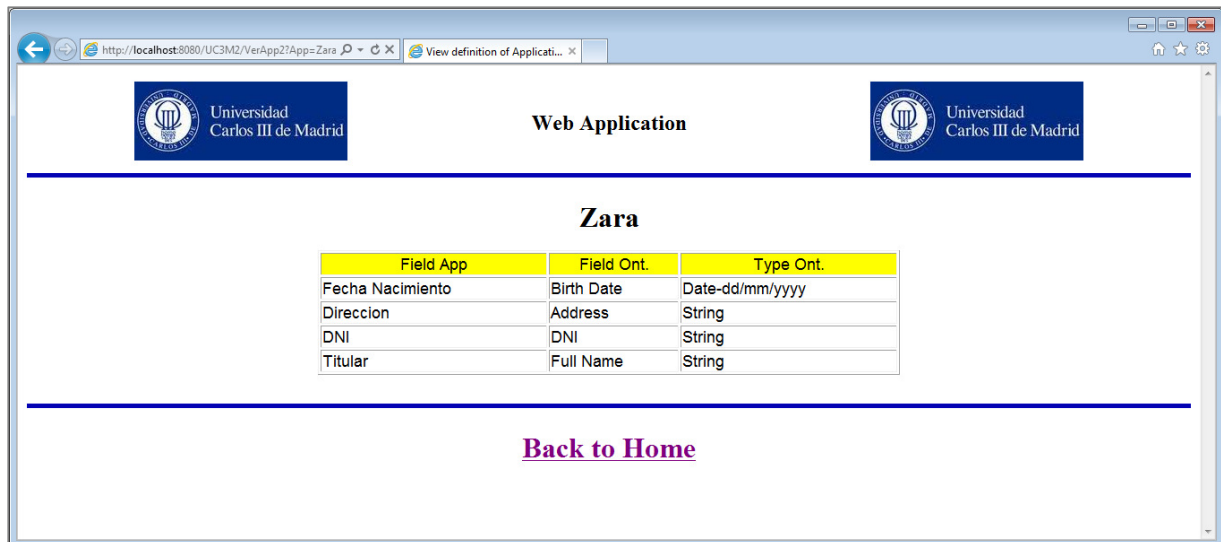 http://localhost:8080/UC3M2/VerApp2?App=Zara
View definition of Applicati...
Universidad
Carlos III de Madrid
Web Application
Universidad
Carlos III de Madrid
Zara
Field App Field Ont. Type Ont.
Fecha Nacimiento Birth Date Date-dd/mm/yyyy
Direccion Address String
DNI DNI String
Titular Full Name String
Back to Home